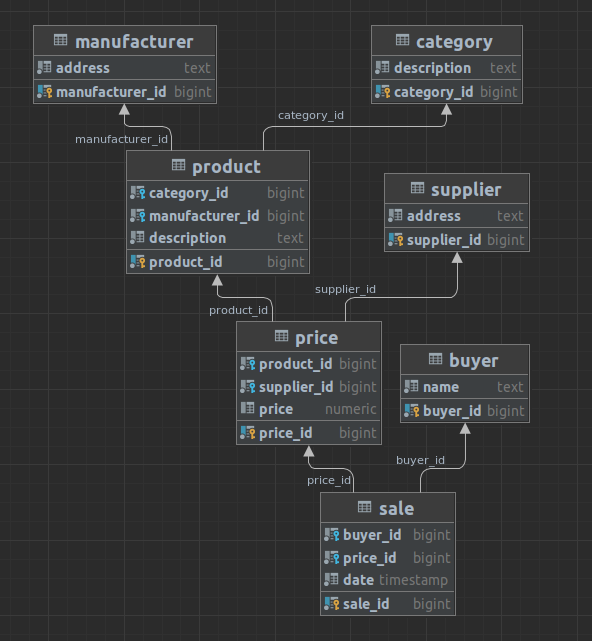 manufacturer
address text
manufacturer_id bigint
category
description text
category_id bigint
category_id
manufacturer_id
product
category_id bigint
manufacturer_id bigint
description text
product_id bigint
supplier
address text
supplier_id bigint
supplier_id
product_id
price
product_id bigint
supplier_id bigint
price numeric
price_id bigint
buyer
name text
buyer_id bigint
buyer_id
price_id
sale
buyer_id bigint
price_id bigint
date timestamp
sale_id bigint